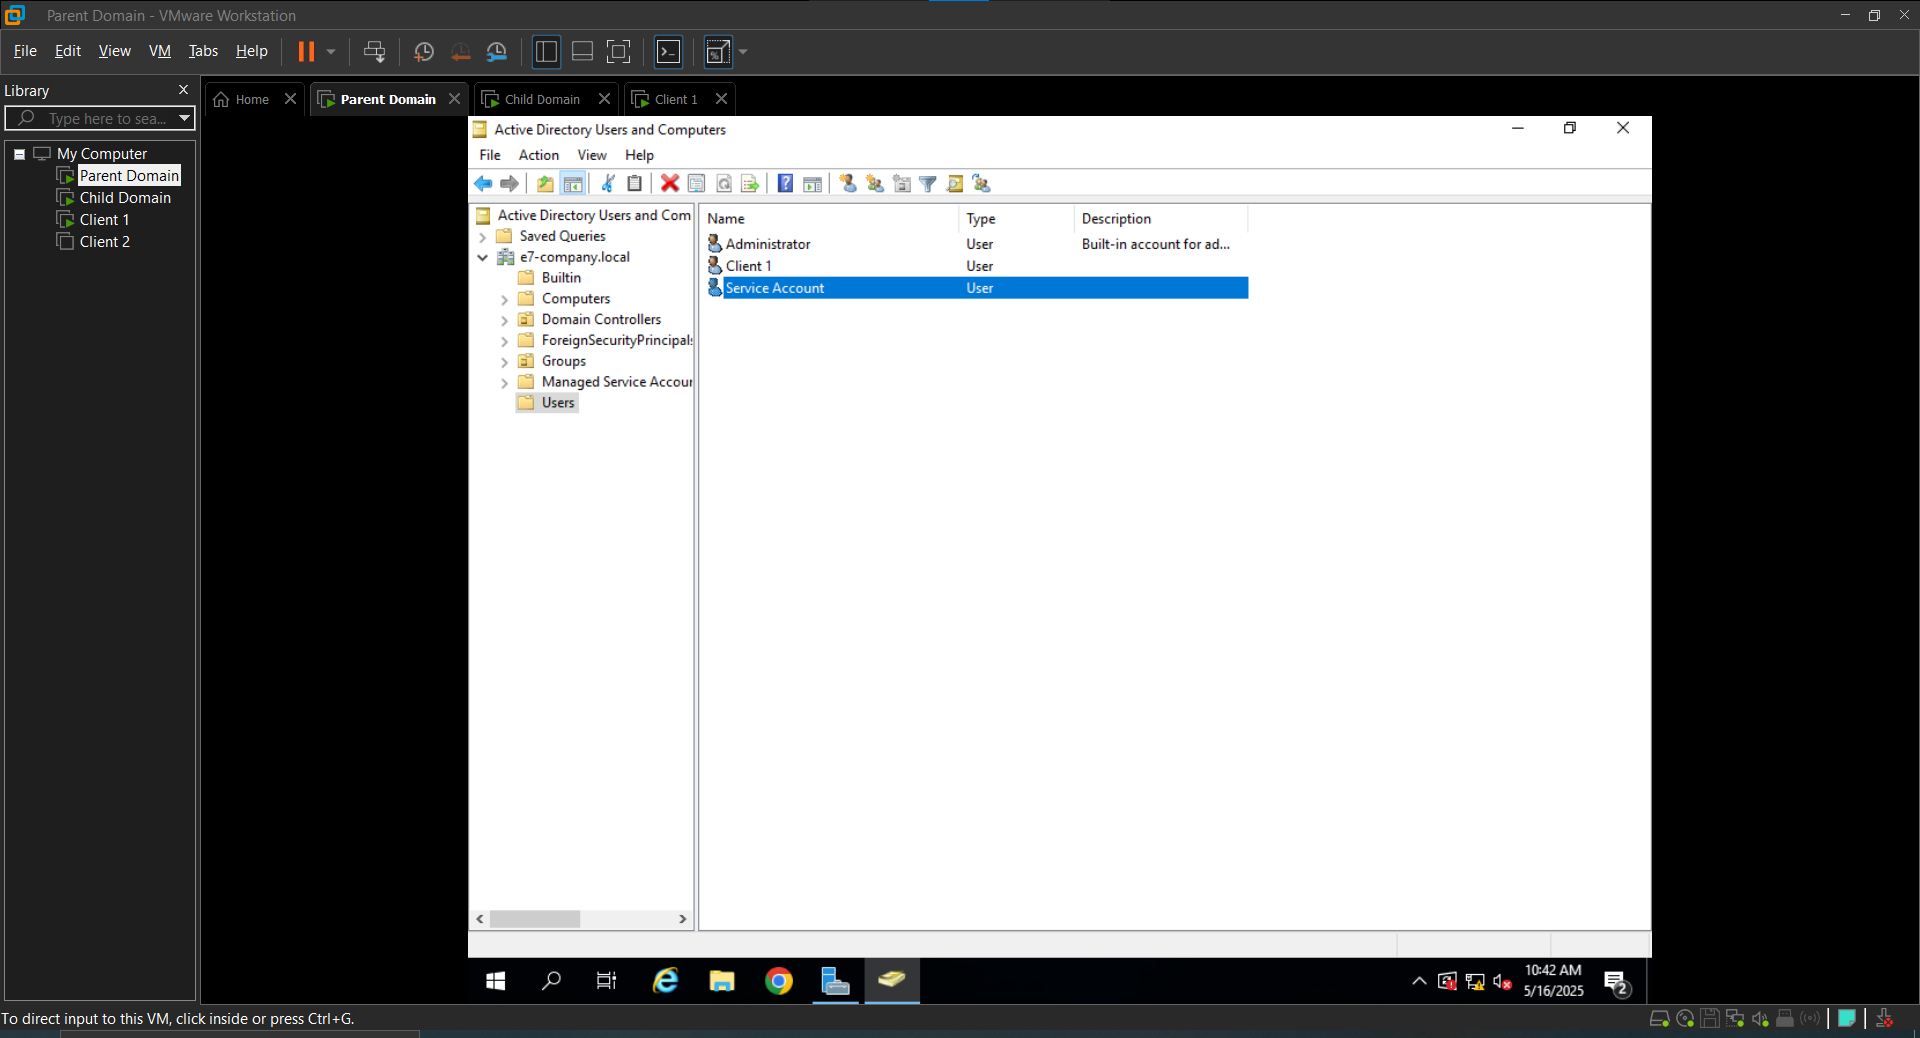 Parent Domain - VMware Workstation
File Edit View VM Tabs Help
Library
Type here to sea...
My Computer
Parent Domain
Child Domain
Client 1
Client 2
Home
Parent Domain
Child Domain
Client 1
Active Directory Users and Computers
File Action View Help
Active Directory Users and Com
Saved Queries
e7-company.local
Builtin
Computers
Domain Controllers
ForeignSecurityPrincipals
Groups
Managed Service Accour
Users
Name Type Description
Administrator User Built-in account for ad...
Client 1 User
Service Account User
10:42 AM
5/16/2025
2
To direct input to this VM, click inside or press Ctrl+G.